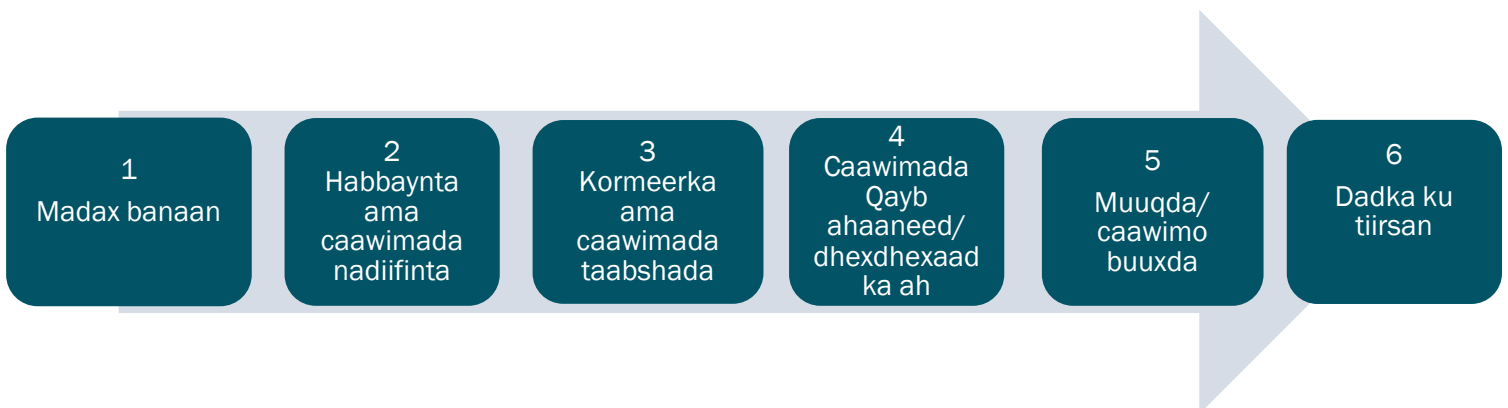 1
Madax banaan
2
Habbaynta
ama
caawimada
nadiifinta
3
Kormeerka
ama
caawimada
taabshada
4
Caawimada
Qayb
ahaaneed/
dhexdhexaad
ka ah
5
Muuqda/
caawimo
buuxda
6
Dadka ku
tiirsan